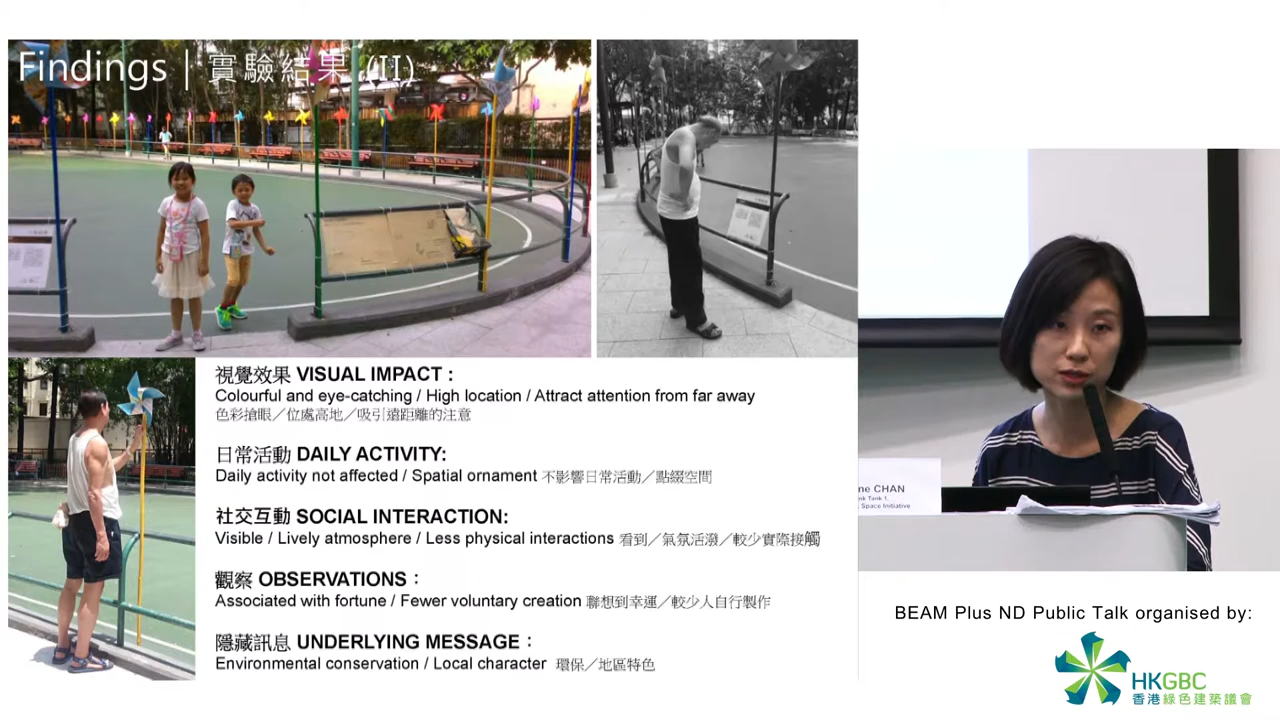 Findings | 實驗結果 (II)
視覺效果 VISUAL IMPACT :
Colourful and eye-catching / High location / Attract attention from far away
色彩搶眼／位處高地／吸引遠距離的注意
日常活動 DAILY ACTIVITY:
Daily activity not affected / Spatial ornament 不影響日常活動／點綴空間
社交互動 SOCIAL INTERACTION:
Visible / Lively atmosphere / Less physical interactions 看到／氣氛活潑／較少實際接觸
觀察 OBSERVATIONS：
Associated with fortune / Fewer voluntary creation 聯想到幸運／較少人自行製作
隱藏訊息 UNDERLYING MESSAGE：
Environmental conservation / Local character 環保／地區特色
ne CHAN
nk Tank 1.
Space Initiative
BEAM Plus ND Public Talk organised by:
HKGBC
香港綠色建築議會